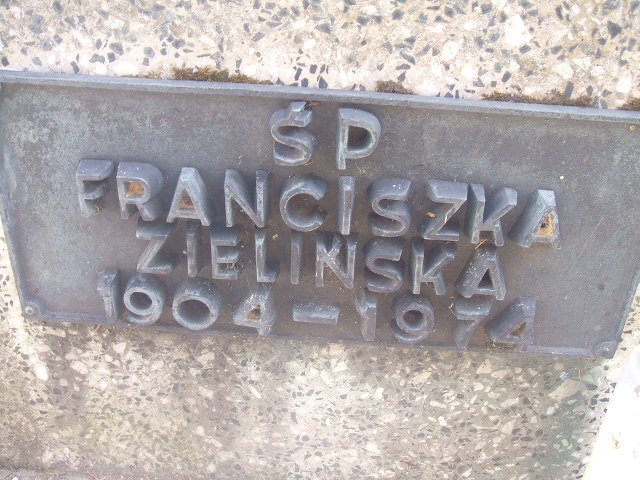 ŚP
FRANCISZKA
ZIELIŃSKA
1904-1974